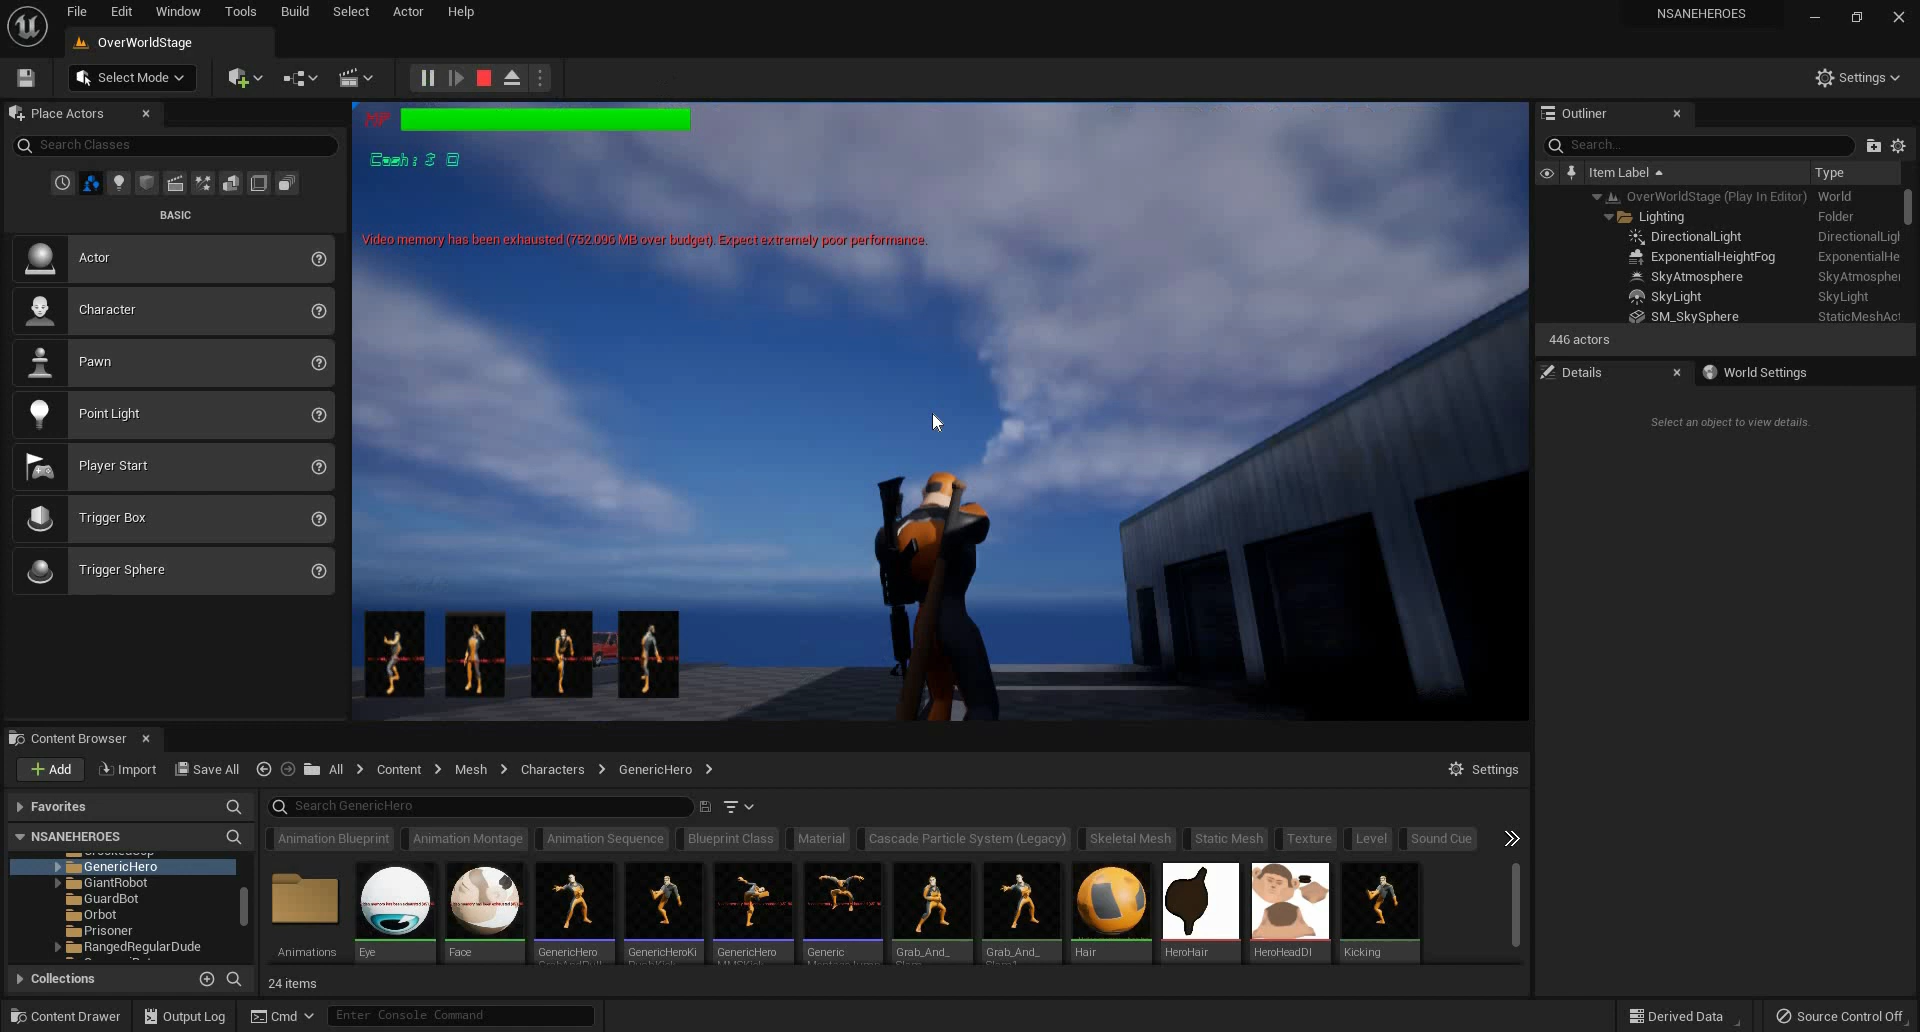 File Edit Window Tools Build Select Actor Help
NSANEHEROES
OverWorldStage
Select Mode
Settings
Place Actors
Search Classes
BASIC
Actor
Character
Pawn
Point Light
Player Start
Trigger Box
Trigger Sphere
HP
Cash: $ 0
Video memory has been exhausted (752.096 MB over budget). Expect extremely poor performance.
Outliner
Search...
Item Label Type
OverWorldStage (Play In Editor) World
Lighting Folder
DirectionalLight DirectionalLigh
ExponentialHeightFog ExponentialHe
SkyAtmosphere SkyAtmospher
SkyLight SkyLight
SM_SkySphere StaticMeshAct
446 actors
Details World Settings
Select an object to view details.
Content Browser
Add Import Save All All Content Mesh Characters GenericHero Settings
Favorites
Search GenericHero
NSANEHEROES
Animation Blueprint Animation Montage Animation Sequence Blueprint Class Material Cascade Particle System (Legacy) Skeletal Mesh Static Mesh Texture Level Sound Cue
GenericHero
GiantRobot
GuardBot
Orbot
Prisoner
RangedRegularDude
Collections
Animations Eye Face GenericHero GenericHeroKi GenericHero Generic Grab_And_ Grab_And_ Hair HeroHair HeroHeadDI Kicking
24 items
Content Drawer Output Log Cmd Enter Console Command Derived Data Source Control Off